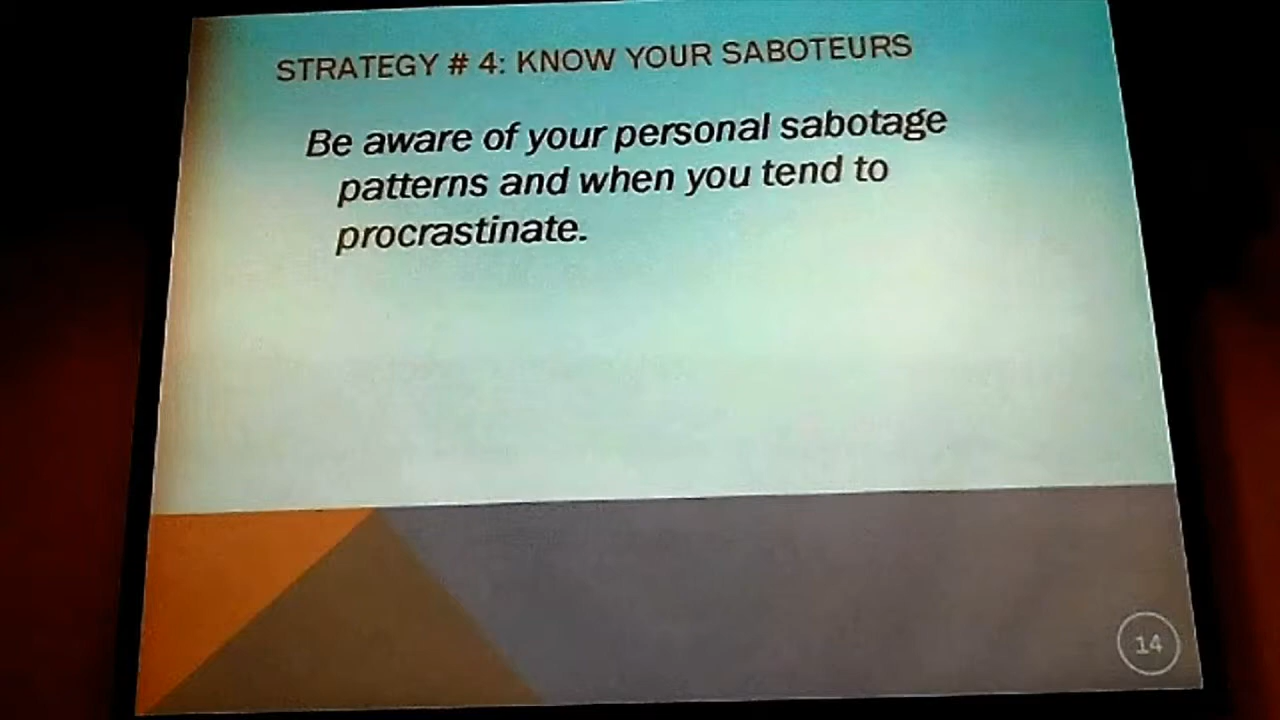 STRATEGY # 4: KNOW YOUR SABOTEURS
Be aware of your personal sabotage
patterns and when you tend to
procrastinate.
14